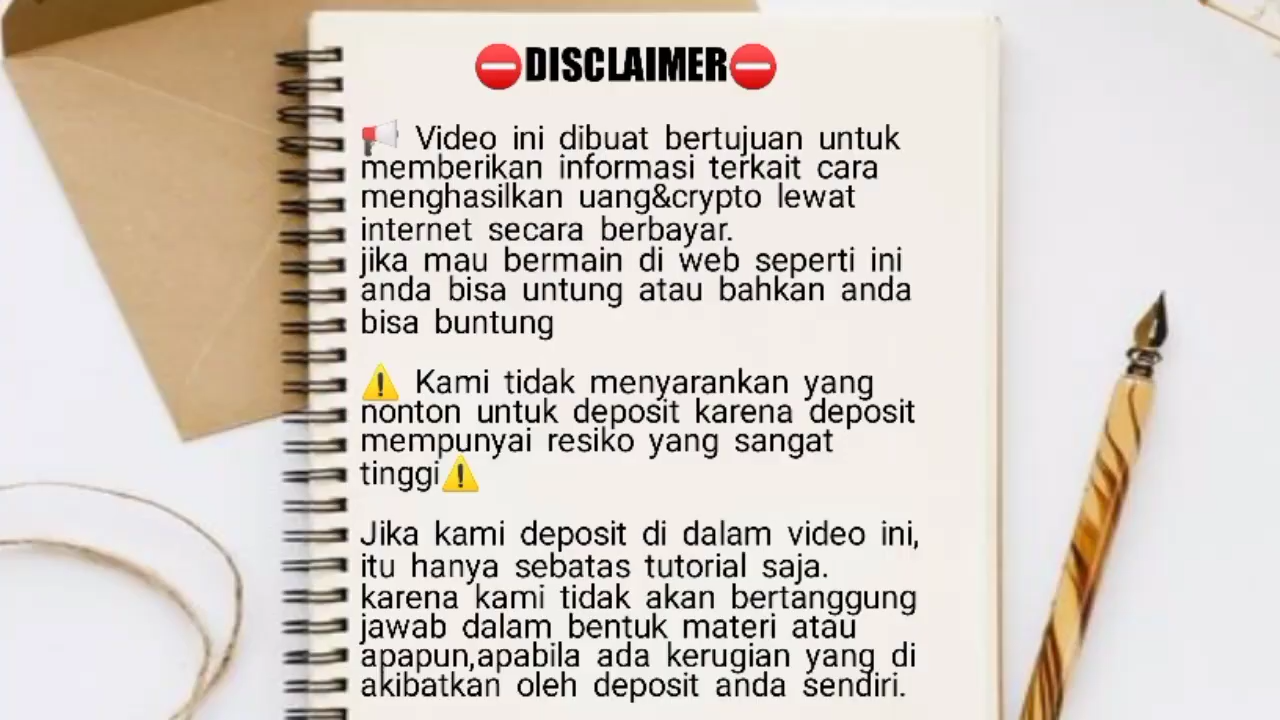 ⛔DISCLAIMER⛔
📢 Video ini dibuat bertujuan untuk
memberikan informasi terkait cara
menghasilkan uang&crypto lewat
internet secara berbayar.
jika mau bermain di web seperti ini
anda bisa untung atau bahkan anda
bisa buntung
⚠️ Kami tidak menyarankan yang
nonton untuk deposit karena deposit
mempunyai resiko yang sangat
tinggi⚠️
Jika kami deposit di dalam video ini,
itu hanya sebatas tutorial saja.
karena kami tidak akan bertanggung
jawab dalam bentuk materi atau
apapun,apabila ada kerugian yang di
akibatkan oleh deposit anda sendiri.